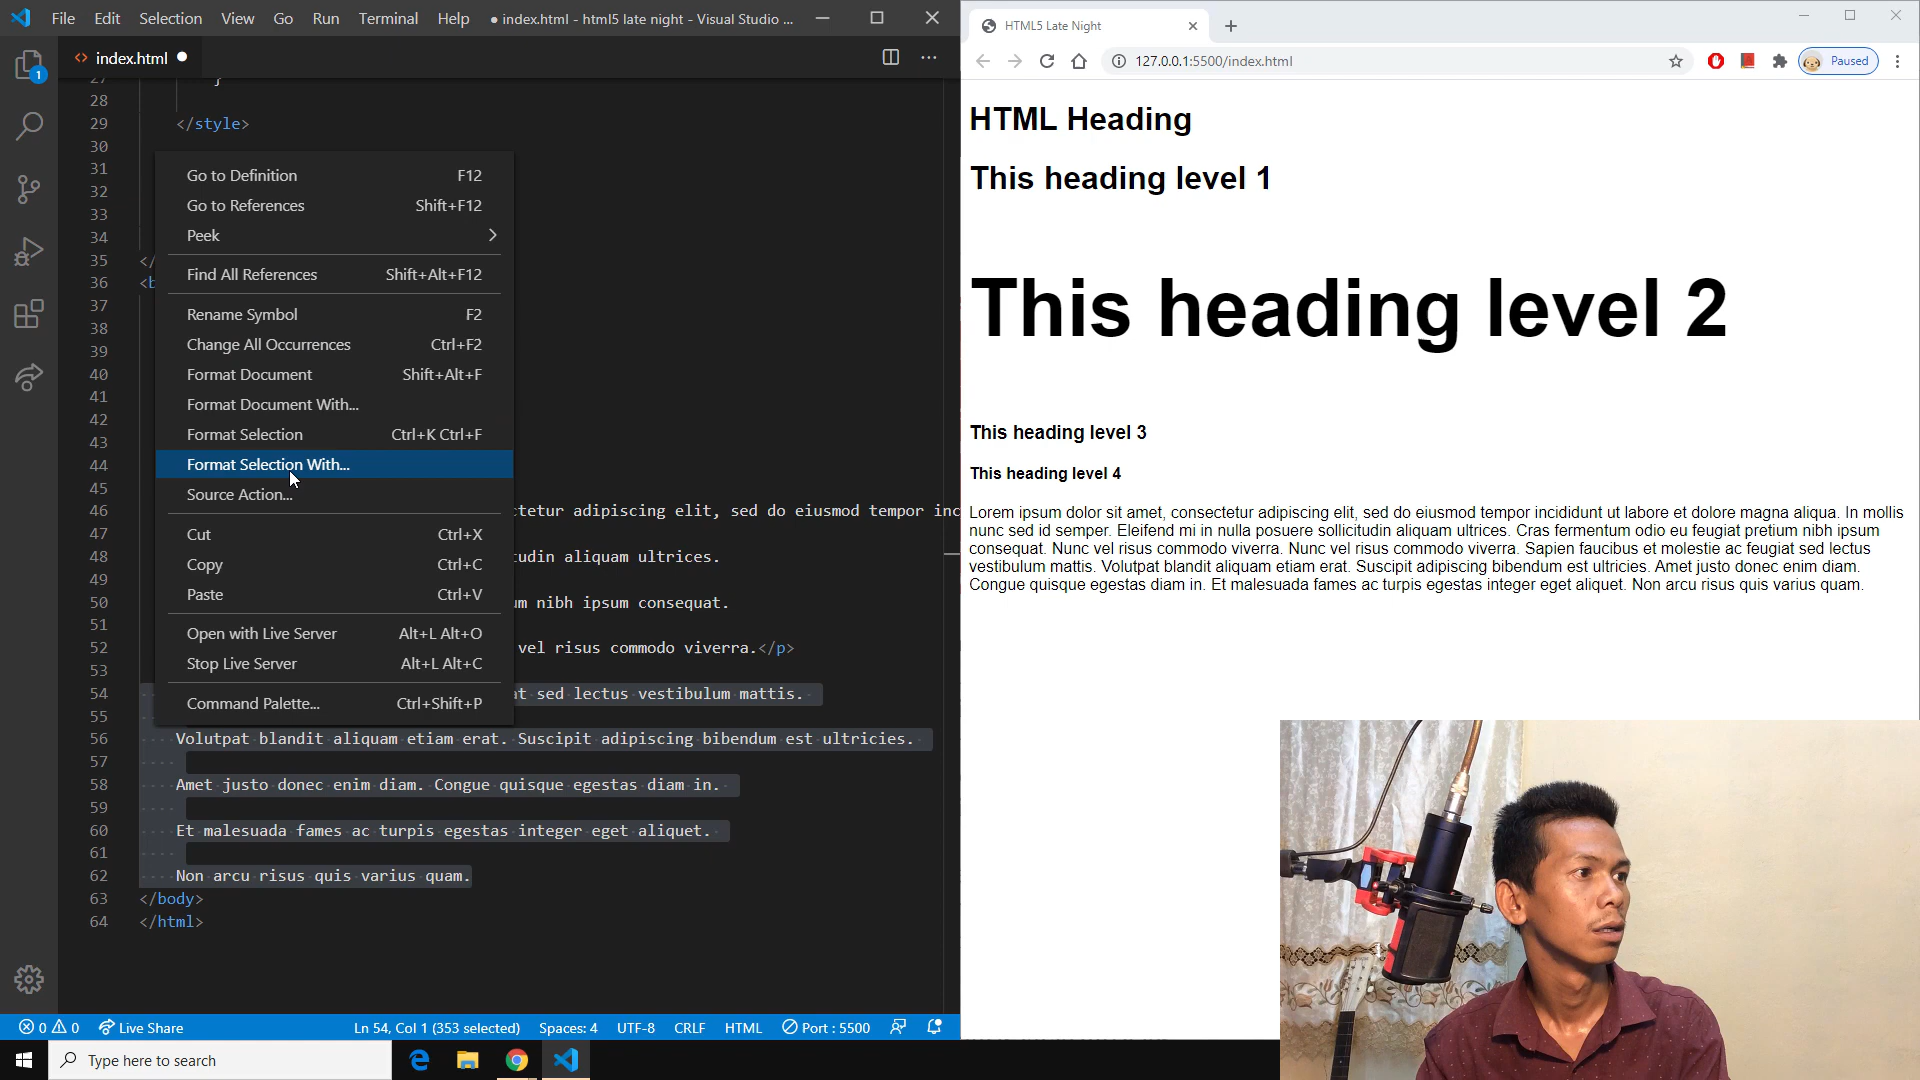 File Edit Selection View Go Run Terminal Help ● index.html - html5 late night - Visual Studio ...
<> index.html ●
1
27 }
28
29 </style>
30
31
32
33
34
35 </
36 <b
37
38
39
40
41
42
43
44
45
46 ctetur adipiscing elit, sed do eiusmod tempor inc
47
48 tudin aliquam ultrices.
49
50 m nibh ipsum consequat.
51
52 vel risus commodo viverra.</p>
53
54 at sed lectus vestibulum mattis.
55
56 Volutpat blandit aliquam etiam erat. Suscipit adipiscing bibendum est ultricies.
57
58 Amet justo donec enim diam. Congue quisque egestas diam in.
59
60 Et malesuada fames ac turpis egestas integer eget aliquet.
61
62 Non arcu risus quis varius quam.
63 </body>
64 </html>
Go to Definition F12
Go to References Shift+F12
Peek
Find All References Shift+Alt+F12
Rename Symbol F2
Change All Occurrences Ctrl+F2
Format Document Shift+Alt+F
Format Document With...
Format Selection Ctrl+K Ctrl+F
Format Selection With...
Source Action...
Cut Ctrl+X
Copy Ctrl+C
Paste Ctrl+V
Open with Live Server Alt+L Alt+O
Stop Live Server Alt+L Alt+C
Command Palette... Ctrl+Shift+P
0 0 Live Share Ln 54, Col 1 (353 selected) Spaces: 4 UTF-8 CRLF HTML Port : 5500
Type here to search
HTML5 Late Night
127.0.0.1:5500/index.html
Paused
HTML Heading
This heading level 1
This heading level 2
This heading level 3
This heading level 4
Lorem ipsum dolor sit amet, consectetur adipiscing elit, sed do eiusmod tempor incididunt ut labore et dolore magna aliqua. In mollis
nunc sed id semper. Eleifend mi in nulla posuere sollicitudin aliquam ultrices. Cras fermentum odio eu feugiat pretium nibh ipsum
consequat. Nunc vel risus commodo viverra. Nunc vel risus commodo viverra. Sapien faucibus et molestie ac feugiat sed lectus
vestibulum mattis. Volutpat blandit aliquam etiam erat. Suscipit adipiscing bibendum est ultricies. Amet justo donec enim diam.
Congue quisque egestas diam in. Et malesuada fames ac turpis egestas integer eget aliquet. Non arcu risus quis varius quam.